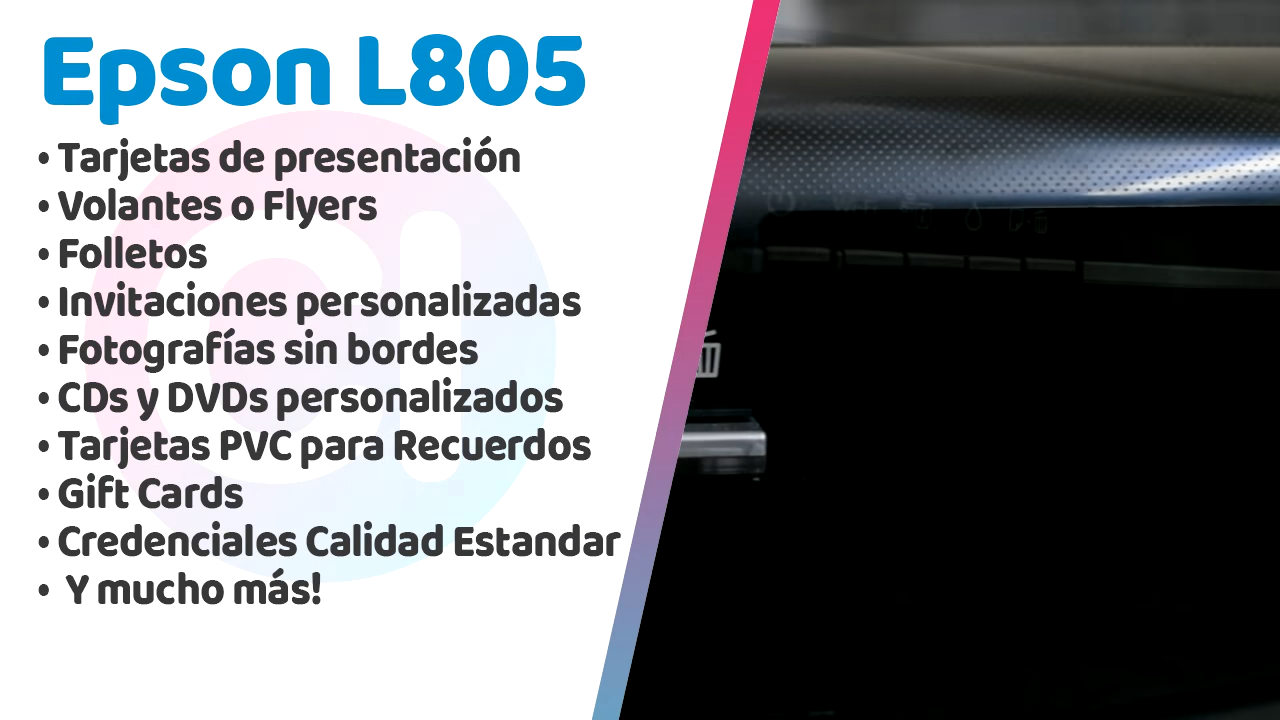 Epson L805
• Tarjetas de presentación
• Volantes o Flyers
• Folletos
• Invitaciones personalizadas
• Fotografías sin bordes
• CDs y DVDs personalizados
• Tarjetas PVC para Recuerdos
• Gift Cards
• Credenciales Calidad Estandar
• Y mucho más!